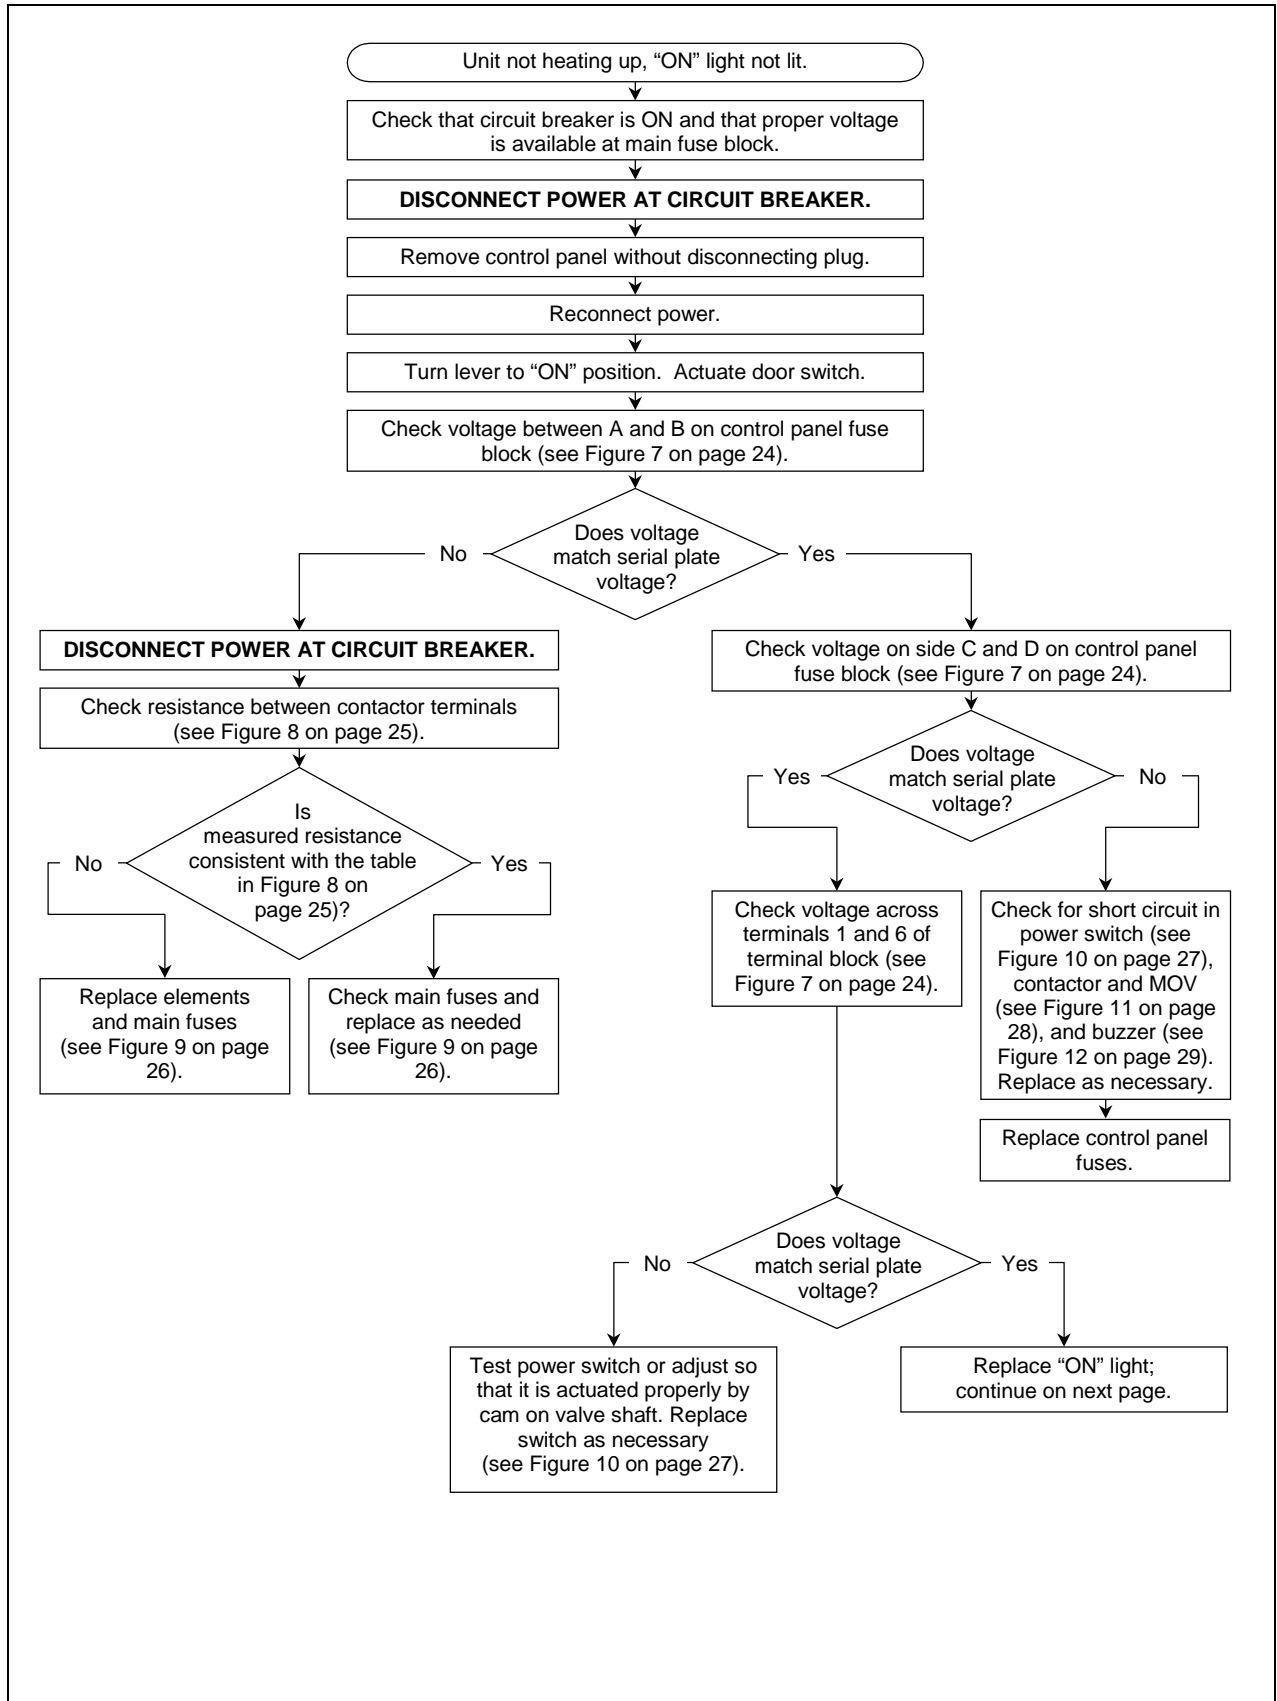 Unit not heating up, “ON” light not lit.
Check that circuit breaker is ON and that proper voltage
is available at main fuse block.
DISCONNECT POWER AT CIRCUIT BREAKER.
Remove control panel without disconnecting plug.
Reconnect power.
Turn lever to “ON” position.  Actuate door switch.
Check voltage between A and B on control panel fuse
block (see Figure 7 on page 24).
Does voltage
match serial plate
voltage?
No
Yes
DISCONNECT POWER AT CIRCUIT BREAKER.
Check resistance between contactor terminals
(see Figure 8 on page 25).
Is
measured resistance
consistent with the table
in Figure 8 on
page 25)?
No
Yes
Replace elements
and main fuses
(see Figure 9 on page
26).
Check main fuses and
replace as needed
(see Figure 9 on page
26).
Check voltage on side C and D on control panel
fuse block (see Figure 7 on page 24).
Does voltage
match serial plate
voltage?
Yes
No
Check voltage across
terminals 1 and 6 of
terminal block (see
Figure 7 on page 24).
Check for short circuit in
power switch (see
Figure 10 on page 27),
contactor and MOV
(see Figure 11 on page
28), and buzzer (see
Figure 12 on page 29).
Replace as necessary.
Replace control panel
fuses.
Does voltage
match serial plate
voltage?
No
Yes
Test power switch or adjust so
that it is actuated properly by
cam on valve shaft. Replace
switch as necessary
(see Figure 10 on page 27).
Replace “ON” light;
continue on next page.